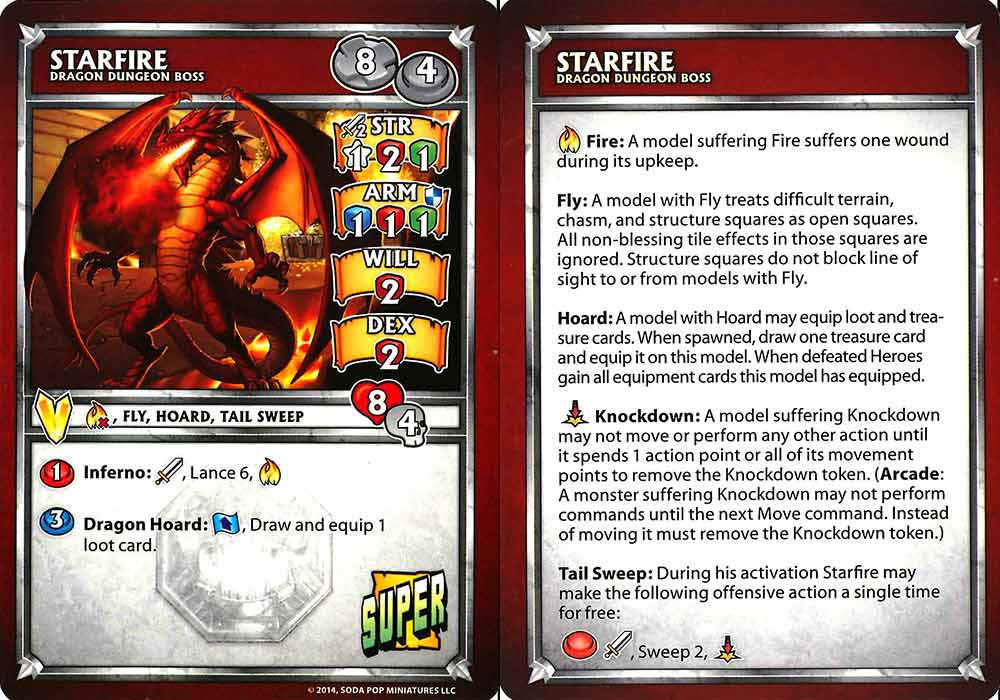 STARFIRE
DRAGON DUNGEON BOSS
8
4
2 STR
1 2 1
ARM
1 1 1
WILL
2
DEX
2
, FLY, HOARD, TAIL SWEEP
8
4
1 Inferno: , Lance 6,
3 Dragon Hoard: , Draw and equip 1
loot card.
SUPER
© 2014, SODA POP MINIATURES LLC
STARFIRE
DRAGON DUNGEON BOSS
Fire: A model suffering Fire suffers one wound
during its upkeep.
Fly: A model with Fly treats difficult terrain,
chasm, and structure squares as open squares.
All non-blessing tile effects in those squares are
ignored. Structure squares do not block line of
sight to or from models with Fly.
Hoard: A model with Hoard may equip loot and trea-
sure cards. When spawned, draw one treasure card
and equip it on this model. When defeated Heroes
gain all equipment cards this model has equipped.
Knockdown: A model suffering Knockdown
may not move or perform any other action until
it spends 1 action point or all of its movement
points to remove the Knockdown token. (Arcade:
A monster suffering Knockdown may not perform
commands until the next Move command. Instead
of moving it must remove the Knockdown token.)
Tail Sweep: During his activation Starfire may
make the following offensive action a single time
for free:
, Sweep 2,